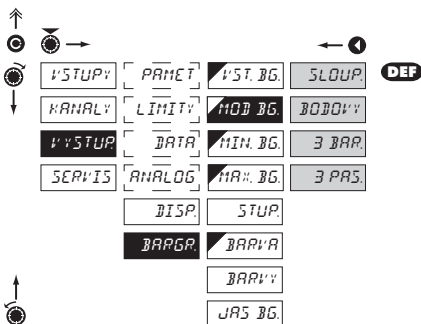 VSTUPY PAMET VST. BG. SLOUP. DEF
KANALY LIMITY MOD BG. BODOVY
VYSTUP. DATA MIN. BG. 3 BAR.
SERVIS ANALOG MAX. BG. 3 PAS.
DISP. STUP.
BARGR. BARVA
BARVY
JAS BG.